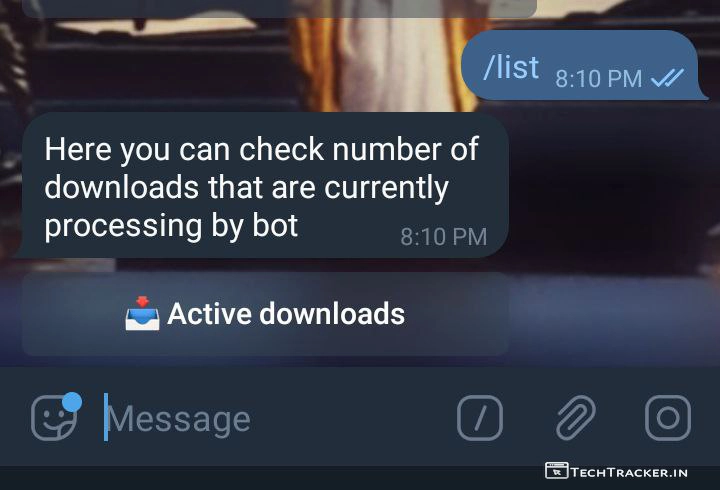 /list 8:10 PM
Here you can check number of
downloads that are currently
processing by bot 8:10 PM
📥 Active downloads
Message
TECHTRACKER.IN